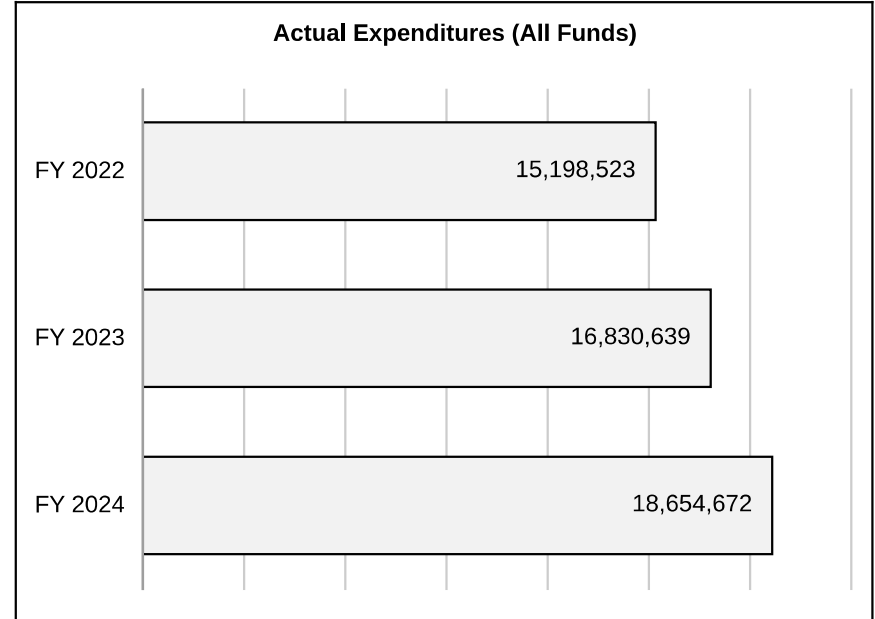 Actual Expenditures (All Funds)
FY 2022
15,198,523
FY 2023
16,830,639
FY 2024
18,654,672